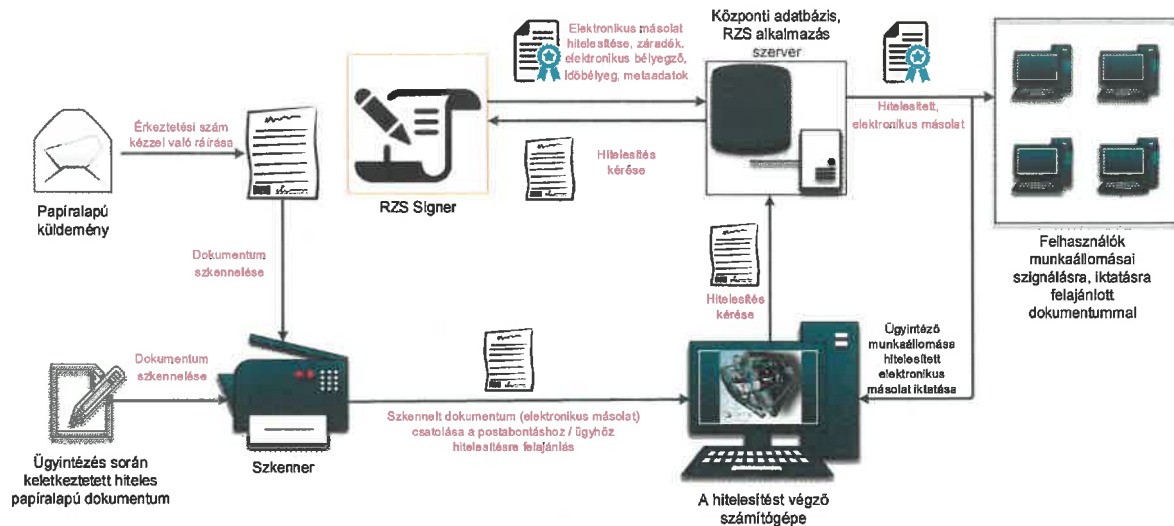 Elektronikus másolat
hitelesítése, záradék,
elektronikus bélyegző,
időbélyeg, metaadatok
Központi adatbázis,
RZS alkalmazás
szerver
Hitelesített,
elektronikus másolat
Érkeztetési szám
kézzel való ráírása
Papíralapú
küldemény
RZS Signer
Hitelesítés
kérése
Felhasználók
munkaállomásai
szignálásra, iktatásra
felajánlott
dokumentummal
Dokumentum
szkennelése
Hitelesítés
kérése
Dokumentum
szkennelése
Ügyintéző
munkaállomása
hitelesített
elektronikus
másolat iktatása
Szkennelt dokumentum (elektronikus másolat)
csatolása a postabontáshoz / ügyhöz
hitelesítésre felajánlás
Ügyintézés során
keletkeztetett hiteles
papíralapú dokumentum
Szkenner
A hitelesítést végző
számítógépe